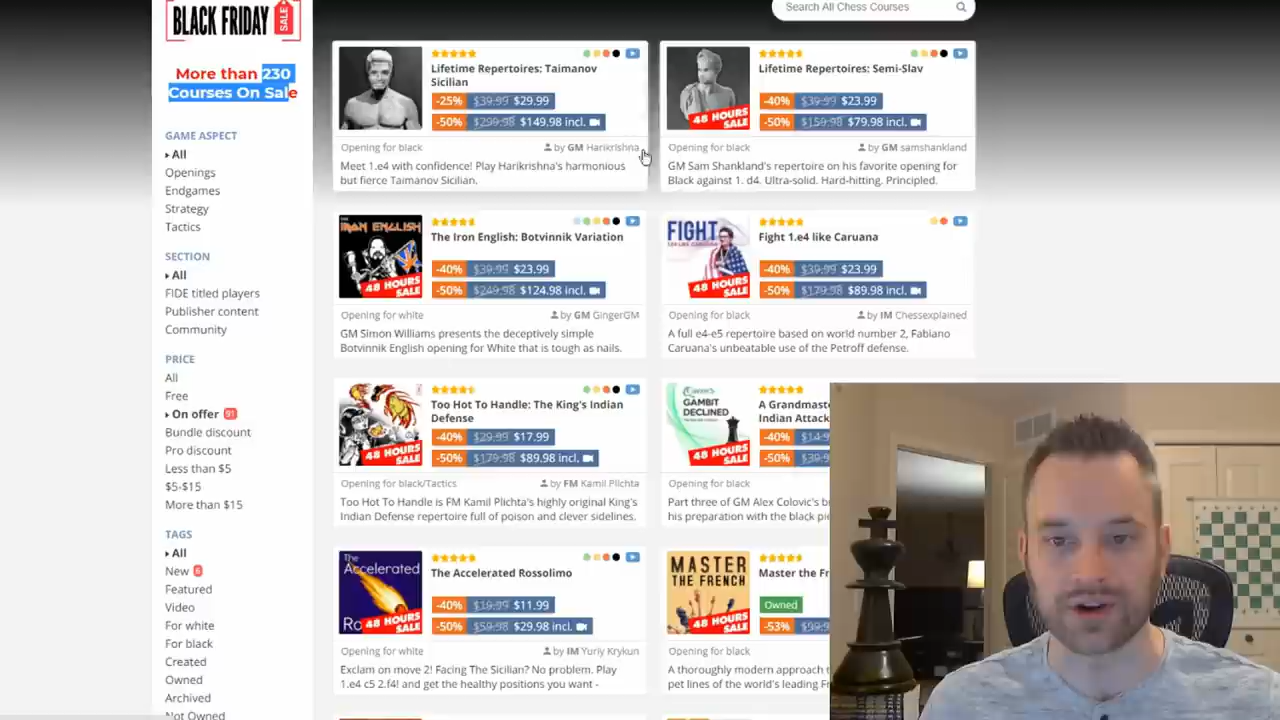 BLACK FRIDAY SALE
More than 230
Courses On Sale
GAME ASPECT
All
Openings
Endgames
Strategy
Tactics
SECTION
All
FIDE titled players
Publisher content
Community
PRICE
All
Free
On offer 91
Bundle discount
Pro discount
Less than $5
$5-$15
More than $15
TAGS
All
New 6
Featured
Video
For white
For black
Created
Owned
Archived
Not Owned
Search All Chess Courses
Lifetime Repertoires: Taimanov
Sicilian
-25% $39.99 $29.99
-50% $299.98 $149.98 incl.
Opening for black by GM Harikrishna
Meet 1.e4 with confidence! Play Harikrishna's harmonious
but fierce Taimanov Sicilian.
48 HOURS SALE
Lifetime Repertoires: Semi-Slav
-40% $39.99 $23.99
-50% $159.98 $79.98 incl.
Opening for black by GM samshankland
GM Sam Shankland's repertoire on his favorite opening for
Black against 1. d4. Ultra-solid. Hard-hitting. Principled.
IRON ENGLISH
48 HOURS SALE
The Iron English: Botvinnik Variation
-40% $39.99 $23.99
-50% $249.98 $124.98 incl.
Opening for white by GM GingerGM
GM Simon Williams presents the deceptively simple
Botvinnik English opening for White that is tough as nails.
FIGHT
48 HOURS SALE
Fight 1.e4 like Caruana
-40% $39.99 $23.99
-50% $179.98 $89.98 incl.
Opening for black by IM Chessexplained
A full e4-e5 repertoire based on world number 2, Fabiano
Caruana's unbeatable use of the Petroff defense.
48 HOURS SALE
Too Hot To Handle: The King's Indian
Defense
-40% $29.99 $17.99
-50% $179.98 $89.98 incl.
Opening for black/Tactics by FM Kamil Plichta
Too Hot To Handle is FM Kamil Plichta's highly original King's
Indian Defense repertoire full of poison and clever sidelines.
GAMBIT
DECLINED
48 HOURS SALE
A Grandmaste
Indian Attack
-40% $14.9
-50% $39.9
Opening for black
Part three of GM Alex Colovic's b
his preparation with the black pi
The
Accelerated
Ro
48 HOURS SALE
The Accelerated Rossolimo
-40% $19.99 $11.99
-50% $59.98 $29.98 incl.
Opening for white by IM Yuriy Krykun
Exclam on move 2! Facing The Sicilian? No problem. Play
1.e4 c5 2.f4! and get the healthy positions you want -
MASTER
THE FRENCH
48 HOURS SALE
Master the Fr
Owned
-53% $99.9
Opening for black
A thoroughly modern approach t
pet lines of the world's leading Fr